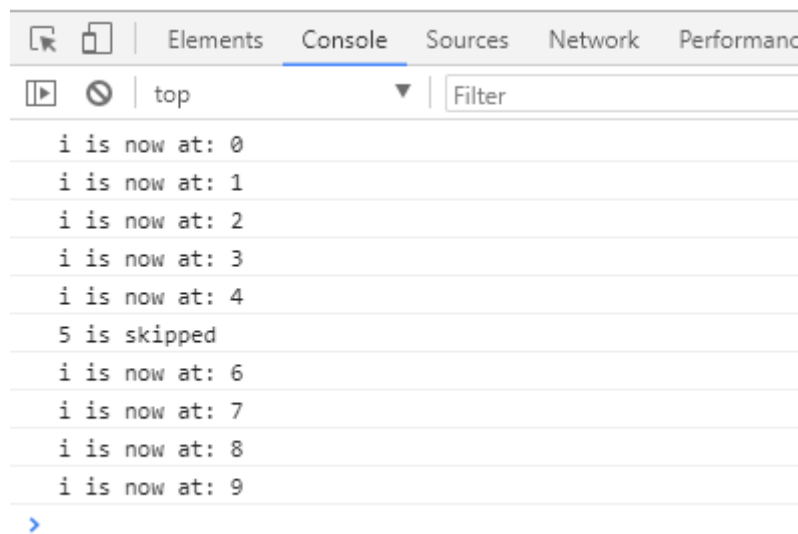 Elements Console Sources Network Performanc
top Filter
i is now at: 0
i is now at: 1
i is now at: 2
i is now at: 3
i is now at: 4
5 is skipped
i is now at: 6
i is now at: 7
i is now at: 8
i is now at: 9